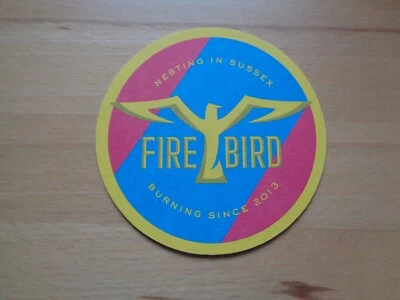 NESTING IN SUSSEX
FIRE BIRD
BURNING SINCE 2013